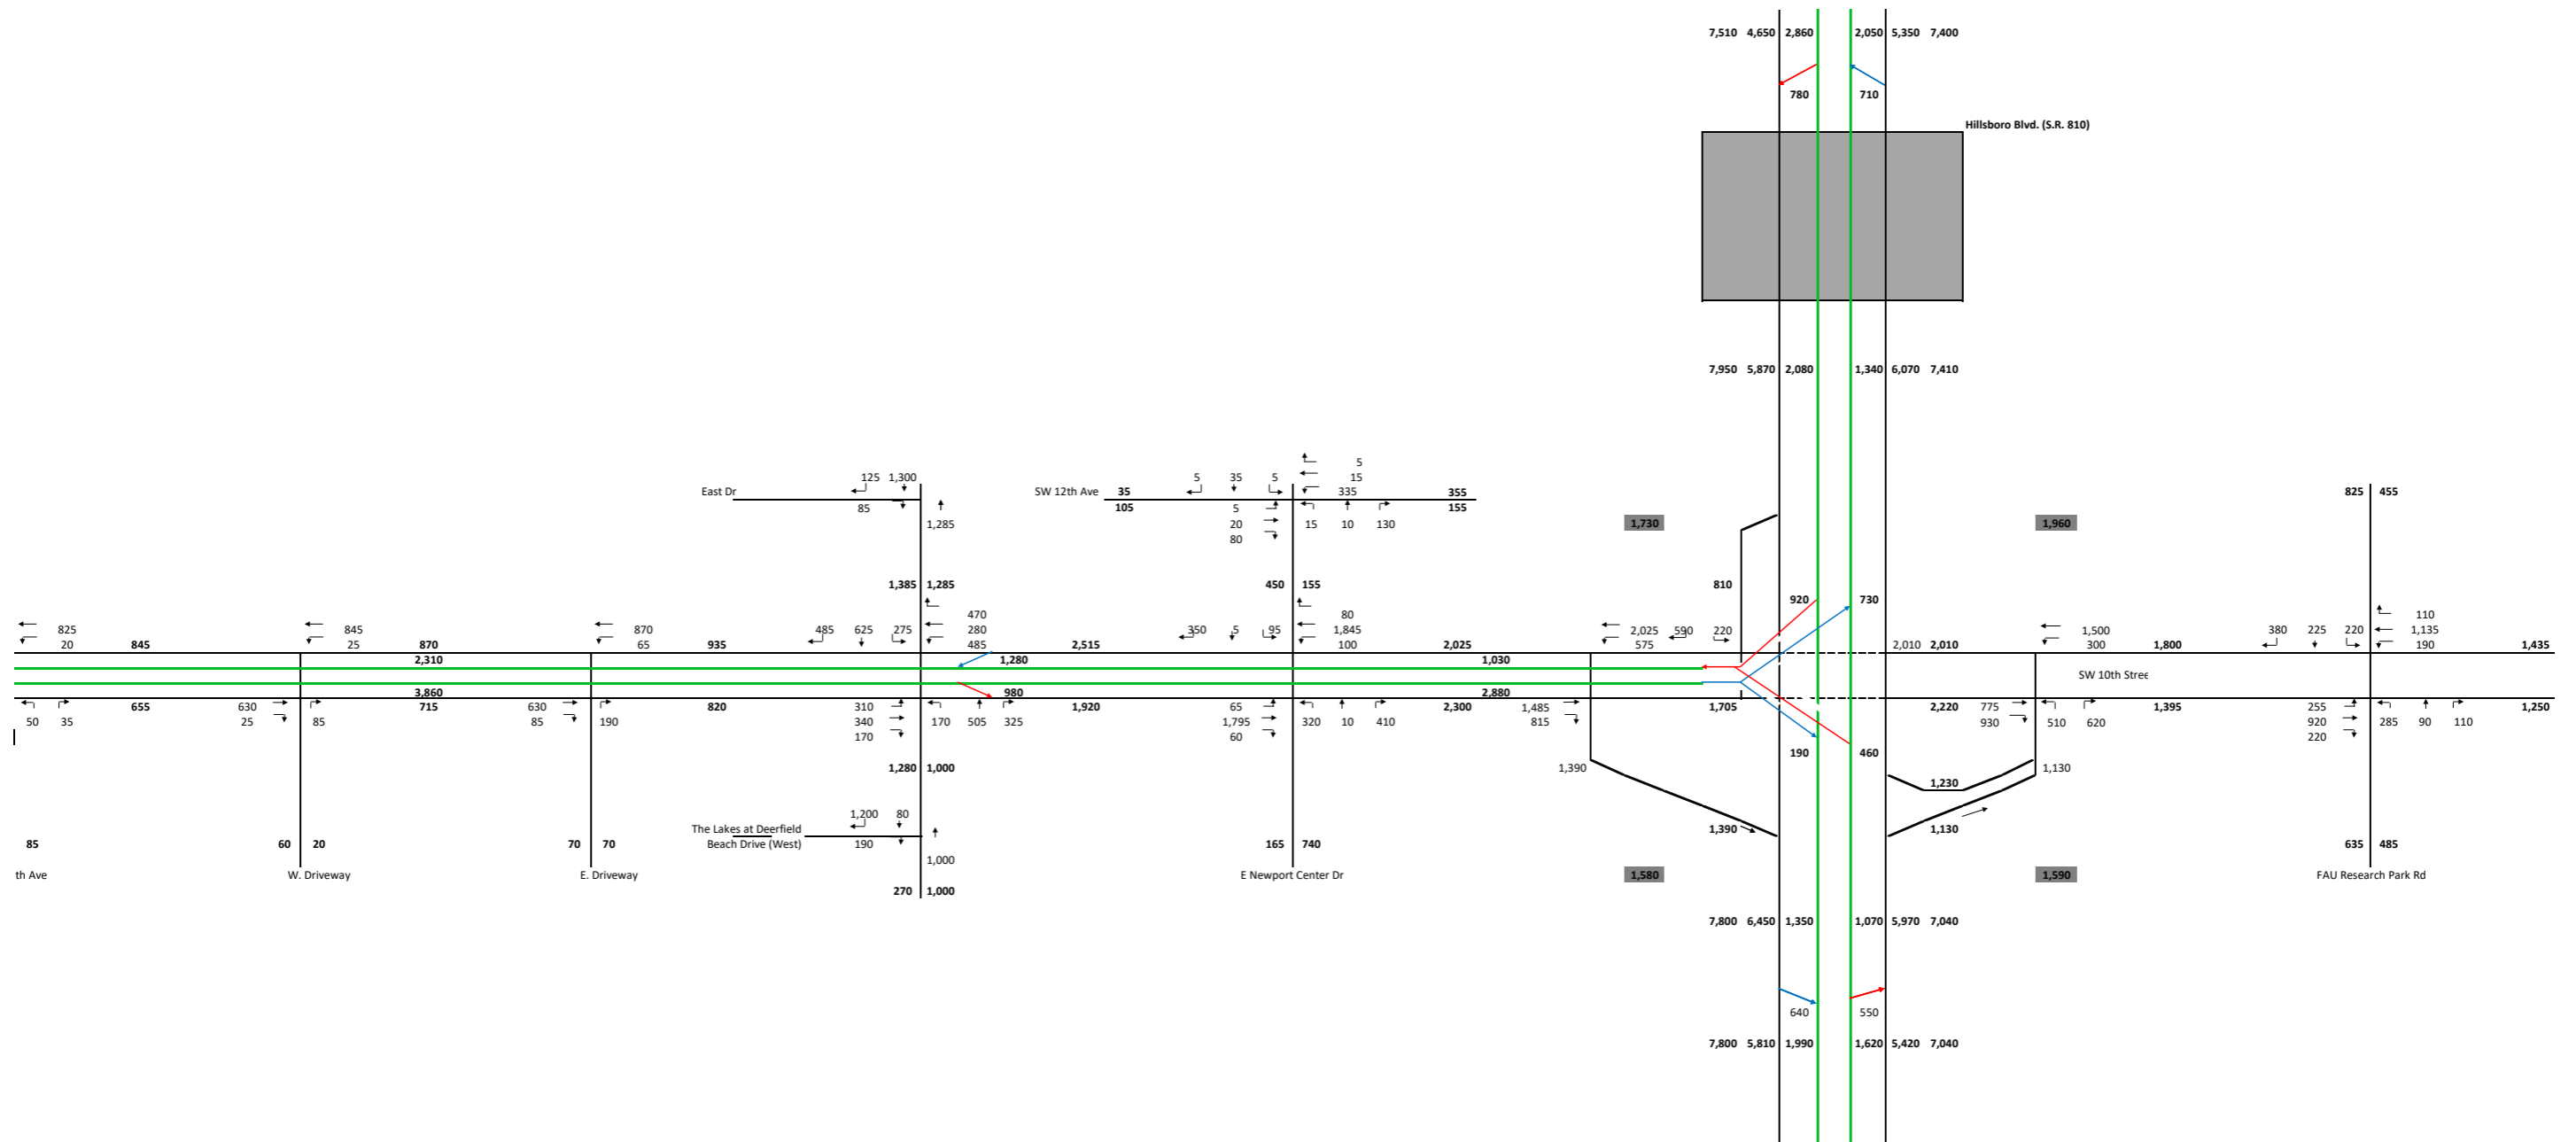 7,510 4,650 2,860 2,050 5,350 7,400
780 710
Hillsboro Blvd. (S.R. 810)
7,950 5,870 2,080 1,340 6,070 7,410
5
125 1,300 5 35 5 15
East Dr SW 12th Ave 35 335 355 825 455
85 105 5 155
1,285 20 15 10 130 1,730 1,960
80
1,385 1,285 450 155 810
920 730
470 80 110
825 845 870 485 625 275 280 350 5 95 1,845 2,025 590 220 1,500 380 225 220 1,135
20 845 25 870 65 935 485 2,515 100 2,025 575 2,010 2,010 300 1,800 190 1,435
2,310 1,280 1,030
SW 10th Stree
3,860 980 2,880
655 630 715 630 820 310 1,920 65 2,300 1,485 1,705 2,220 775 1,395 255 1,250
50 35 25 85 85 190 340 170 505 325 1,795 320 10 410 815 930 510 620 920 285 90 110
170 60 220
190 460
1,280 1,000 1,390 1,130
1,230
1,200 80
The Lakes at Deerfield 1,390 1,130
85 60 20 70 70 Beach Drive (West) 190 165 740 635 485
1,000
th Ave W. Driveway E. Driveway E Newport Center Dr 1,580 1,590 FAU Research Park Rd
270 1,000
7,800 6,450 1,350 1,070 5,970 7,040
640 550
7,800 5,810 1,990 1,620 5,420 7,040